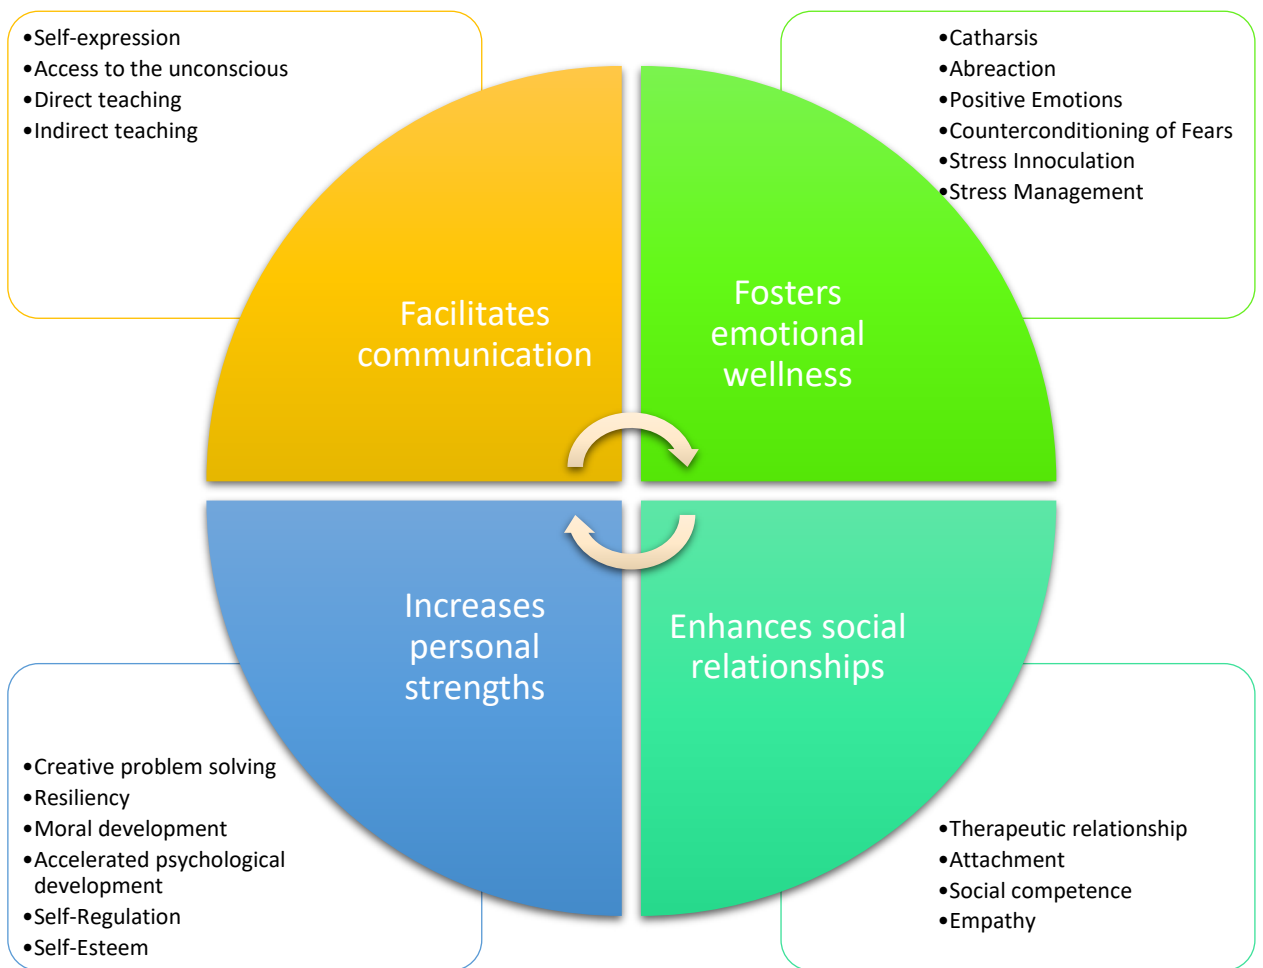 •Self-expression
•Access to the unconscious
•Direct teaching
•Indirect teaching
•Catharsis
•Abreaction
•Positive Emotions
•Counterconditioning of Fears
•Stress Innoculation
•Stress Management
Facilitates
communication
Fosters
emotional
wellness
Increases
personal
strengths
Enhances social
relationships
•Creative problem solving
•Resiliency
•Moral development
•Accelerated psychological
development
•Self-Regulation
•Self-Esteem
•Therapeutic relationship
•Attachment
•Social competence
•Empathy